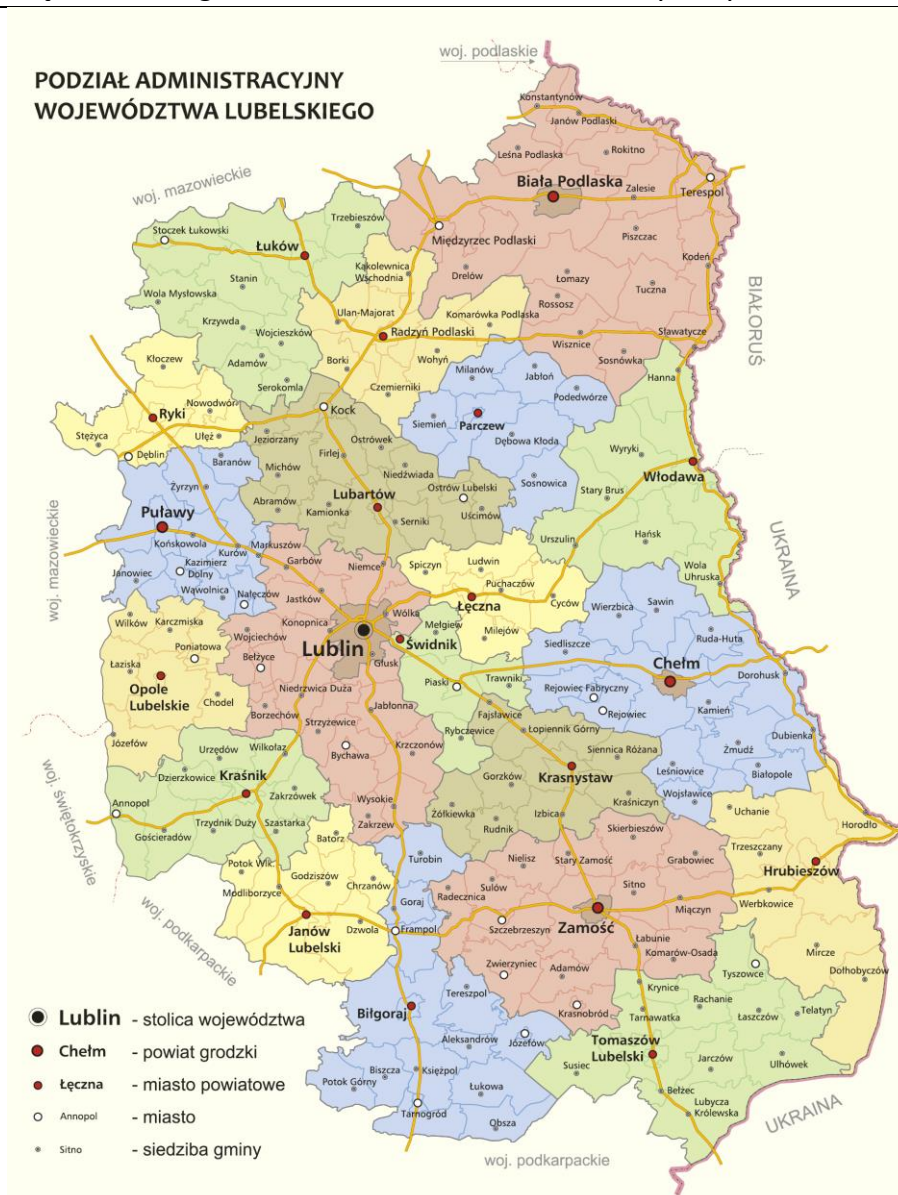 woj. podlaskie
PODZIAŁ ADMINISTRACYJNY
WOJEWÓDZTWA LUBELSKIEGO
Konstantynów
Janów Podlaski
Leśna Podlaska
Rokitno
woj. mazowieckie
Biała Podlaska
Zalesie
Terespol
Stoczek Łukowski
Trzebieszów
Łuków
Międzyrzec Podlaski
Piszczac
Kąkolewnica
Wschodnia
Kodeń
Stanin
Drelów
Łomazy
Tuczna
Wola Mysłowska
Rossosz
BIAŁORUŚ
Ulan-Majorat
Komarówka Podlaska
Krzywda
Wojcieszków
Radzyń Podlaski
Wisznice
Sławatycze
Kłoczew
Adamów
Borki
Wohyń
Sosnówka
Milanów
Jabłoń
Hanna
Serokomla
Czemierniki
Podedwórze
Nowodwór
Kock
Ryki
Siemień
Parczew
Stężyca
Ułęż
Jeziorzany
Ostrówek
Dębowa Kłoda
Dęblin
Baranów
Firlej
Wyryki
Michów
Niedźwiada
Sosnowica
Włodawa
Żyrzyn
Lubartów
Ostrów Lubelski
Stary Brus
Abramów
Kamionka
Uścimów
Puławy
Serniki
woj. mazowieckie
Końskowola
Kurów
Markuszów
Urszulin
Hańsk
UKRAINA
Garbów
Niemce
Spiczyn
Ludwin
Kazimierz
Dolny
Janowiec
Wola
Uhruska
Wąwolnica
Nałęczów
Puchaczów
Jastków
Łęczna
Cyców
Sawin
Wilków
Karczmiska
Konopnica
Wólka
Mełgiew
Wierzbica
Wojciechów
Milejów
Ruda-Huta
Poniatowa
Lublin
Świdnik
Siedliszcze
Łaziska
Bełżyce
Głusk
Chełm
Dorohusk
Opole
Lubelskie
Piaski
Trawniki
Rejowiec Fabryczny
Chodel
Niedrzwica Duża
Jabłonna
Rejowiec
Kamień
Borzechów
Fajsławice
Strzyżewice
Rybczewice
Łopiennik Górny
Dubienka
Józefów
Urzędów
Wilkołaz
Bychawa
Krzczonów
Siennica Różana
Żmudź
Dzierzkowice
Kraśnik
Gorzków
Krasnystaw
Leśniowice
Białopole
woj. świętokrzyskie
Zakrzówek
Wysokie
Kraśniczyn
Wojsławice
Annopol
Żółkiewka
Izbica
Uchanie
Gościeradów
Trzydnik Duży
Szastarka
Zakrzew
Rudnik
Horodło
Batorz
Skierbieszów
Trzeszczany
Potok Wlk.
Turobin
Nielisz
Stary Zamość
Grabowiec
Hrubieszów
Modliborzyce
Godziszów
Chrzanów
Sułów
Sitno
Radecznica
Werbkowice
woj. podkarpackie
Goraj
Miączyn
Janów
Lubelski
Dzwola
Frampol
Szczebrzeszyn
Zamość
Łabunie
Komarów-Osada
Mircze
Zwierzyniec
Adamów
Tyszowce
Dołhobyczów
Tereszpol
Krynice
Rachanie
Lublin - stolica województwa
Biłgoraj
Krasnobród
Tarnawatka
Łaszczów
Telatyn
Aleksandrów
Józefów
Tomaszów
Lubelski
Chełm - powiat grodzki
Biszcza
Księżpol
Susiec
Jarczów
Ulhówek
Łęczna - miasto powiatowe
Potok Górny
Łukowa
Bełżec
Annopol - miasto
Tarnogród
Obsza
Lubycza
Królewska
UKRAINA
Sitno - siedziba gminy
woj. podkarpackie